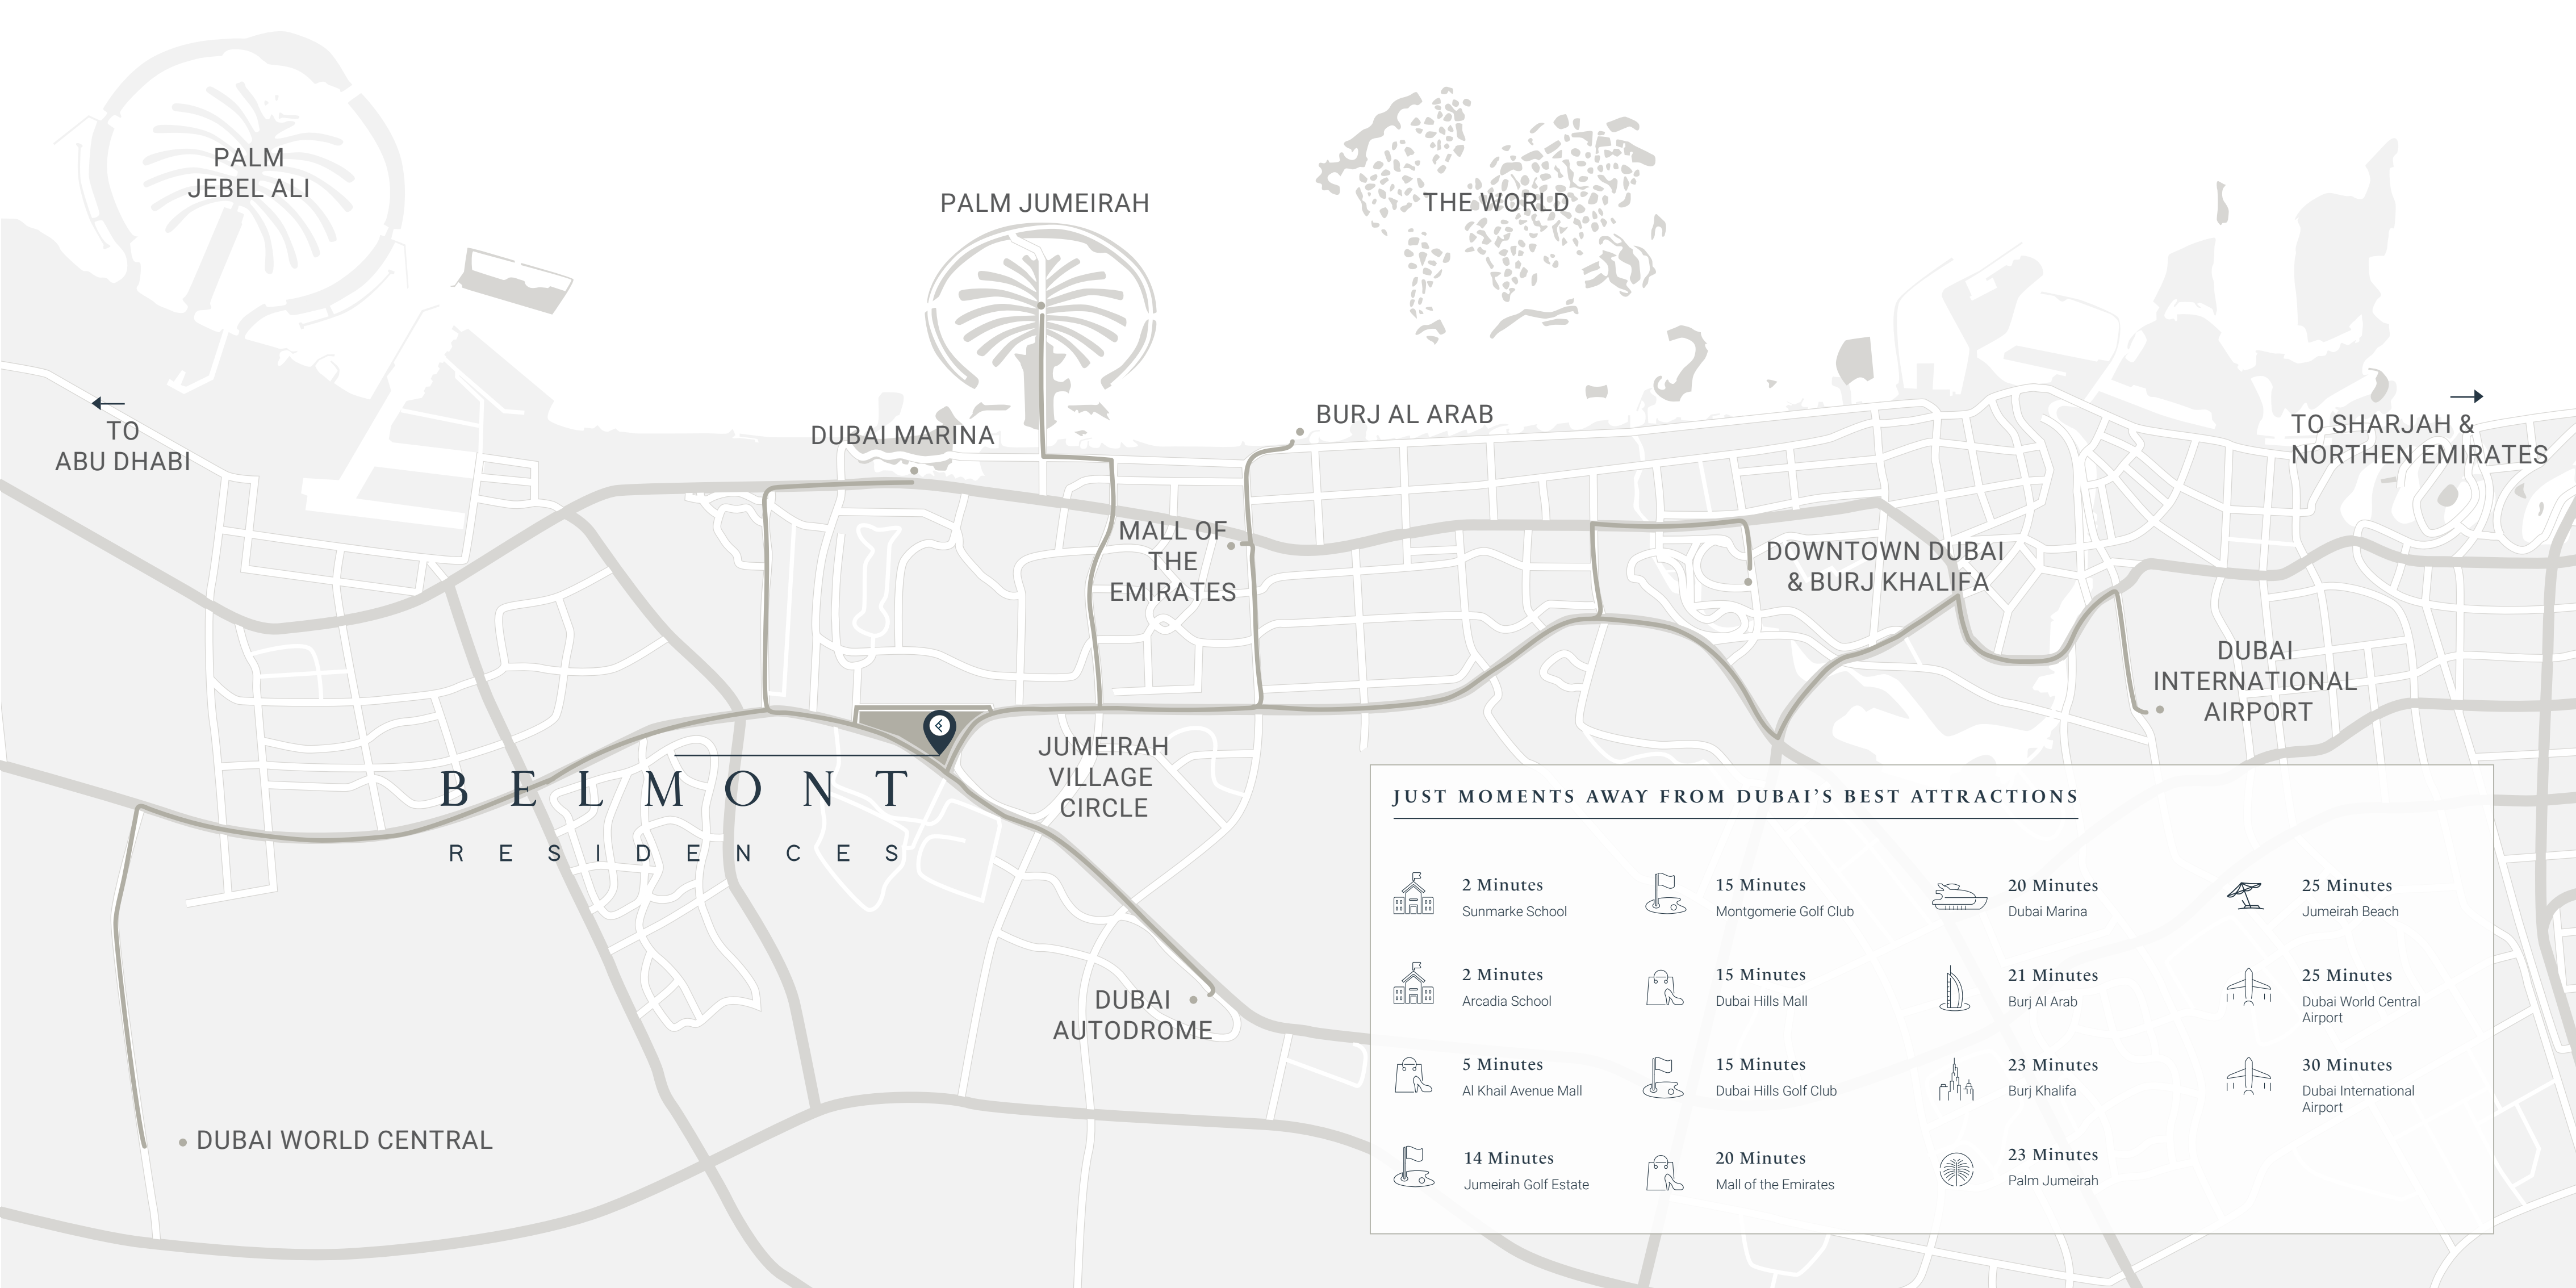 PALM
JEBEL ALI
PALM JUMEIRAH
THE WORLD
TO
ABU DHABI
DUBAI MARINA
BURJ AL ARAB
TO SHARJAH &
NORTHEN EMIRATES
MALL OF
THE
EMIRATES
DOWNTOWN DUBAI
& BURJ KHALIFA
DUBAI
INTERNATIONAL
AIRPORT
BELMONT
RESIDENCES
JUMEIRAH
VILLAGE
CIRCLE
DUBAI
AUTODROME
DUBAI WORLD CENTRAL
JUST MOMENTS AWAY FROM DUBAI'S BEST ATTRACTIONS
2 Minutes
Sunmarke School
2 Minutes
Arcadia School
5 Minutes
Al Khail Avenue Mall
14 Minutes
Jumeirah Golf Estate
15 Minutes
Montgomerie Golf Club
15 Minutes
Dubai Hills Mall
15 Minutes
Dubai Hills Golf Club
20 Minutes
Mall of the Emirates
20 Minutes
Dubai Marina
21 Minutes
Burj Al Arab
23 Minutes
Burj Khalifa
23 Minutes
Palm Jumeirah
25 Minutes
Jumeirah Beach
25 Minutes
Dubai World Central
Airport
30 Minutes
Dubai International
Airport